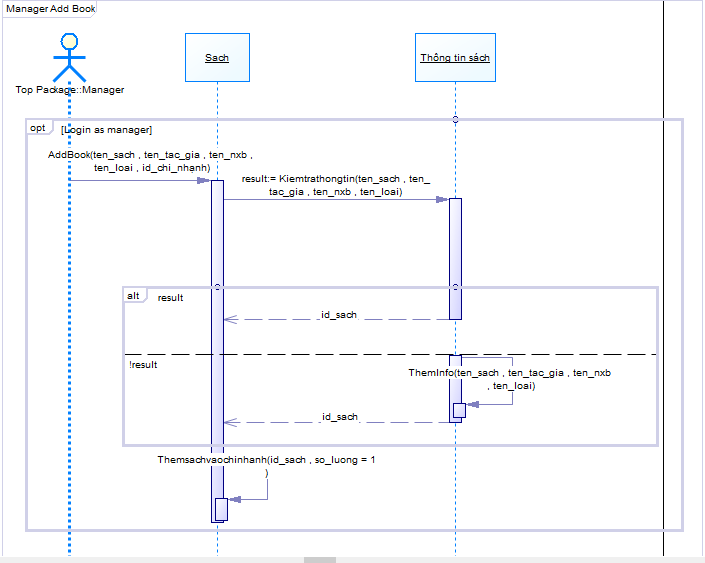 Manager Add Book
Top Package::Manager
Sach
Thông tin sách
opt
[Login as manager]
AddBook(ten_sach , ten_tac_gia , ten_nxb ,
ten_loai , id_chi_nhanh)
result:= Kiemtrathongtin(ten_sach , ten_
tac_gia , ten_nxb , ten_loai)
alt
result
id_sach
!result
ThemInfo(ten_sach , ten_tac_gia , ten_nxb
, ten_loai)
id_sach
Themsachvaochinhanh(id_sach , so_luong = 1
)